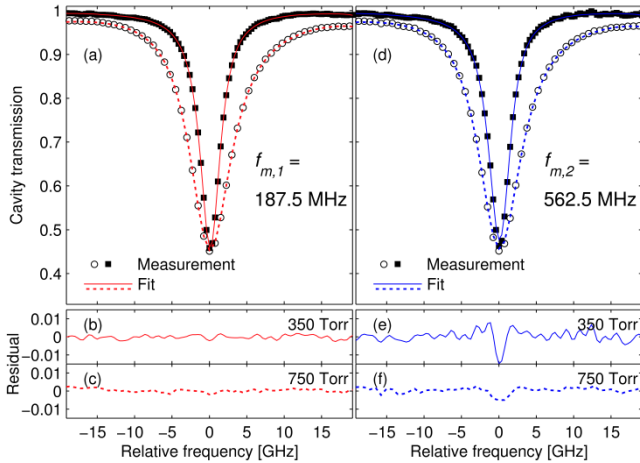 1
0.9
0.8
0.7
0.6
0.5
0.4
Cavity transmission
(a)
f m,1 =
187.5 MHz
Measurement
Fit
(d)
f m,2 =
562.5 MHz
Measurement
Fit
0.01
0
−0.01
(b)
350 Torr
(e)
350 Torr
Residual
0.01
0
−0.01
(c)
750 Torr
(f)
750 Torr
−15 −10 −5 0 5 10 15
−15 −10 −5 0 5 10 15
Relative frequency [GHz]
Relative frequency [GHz]